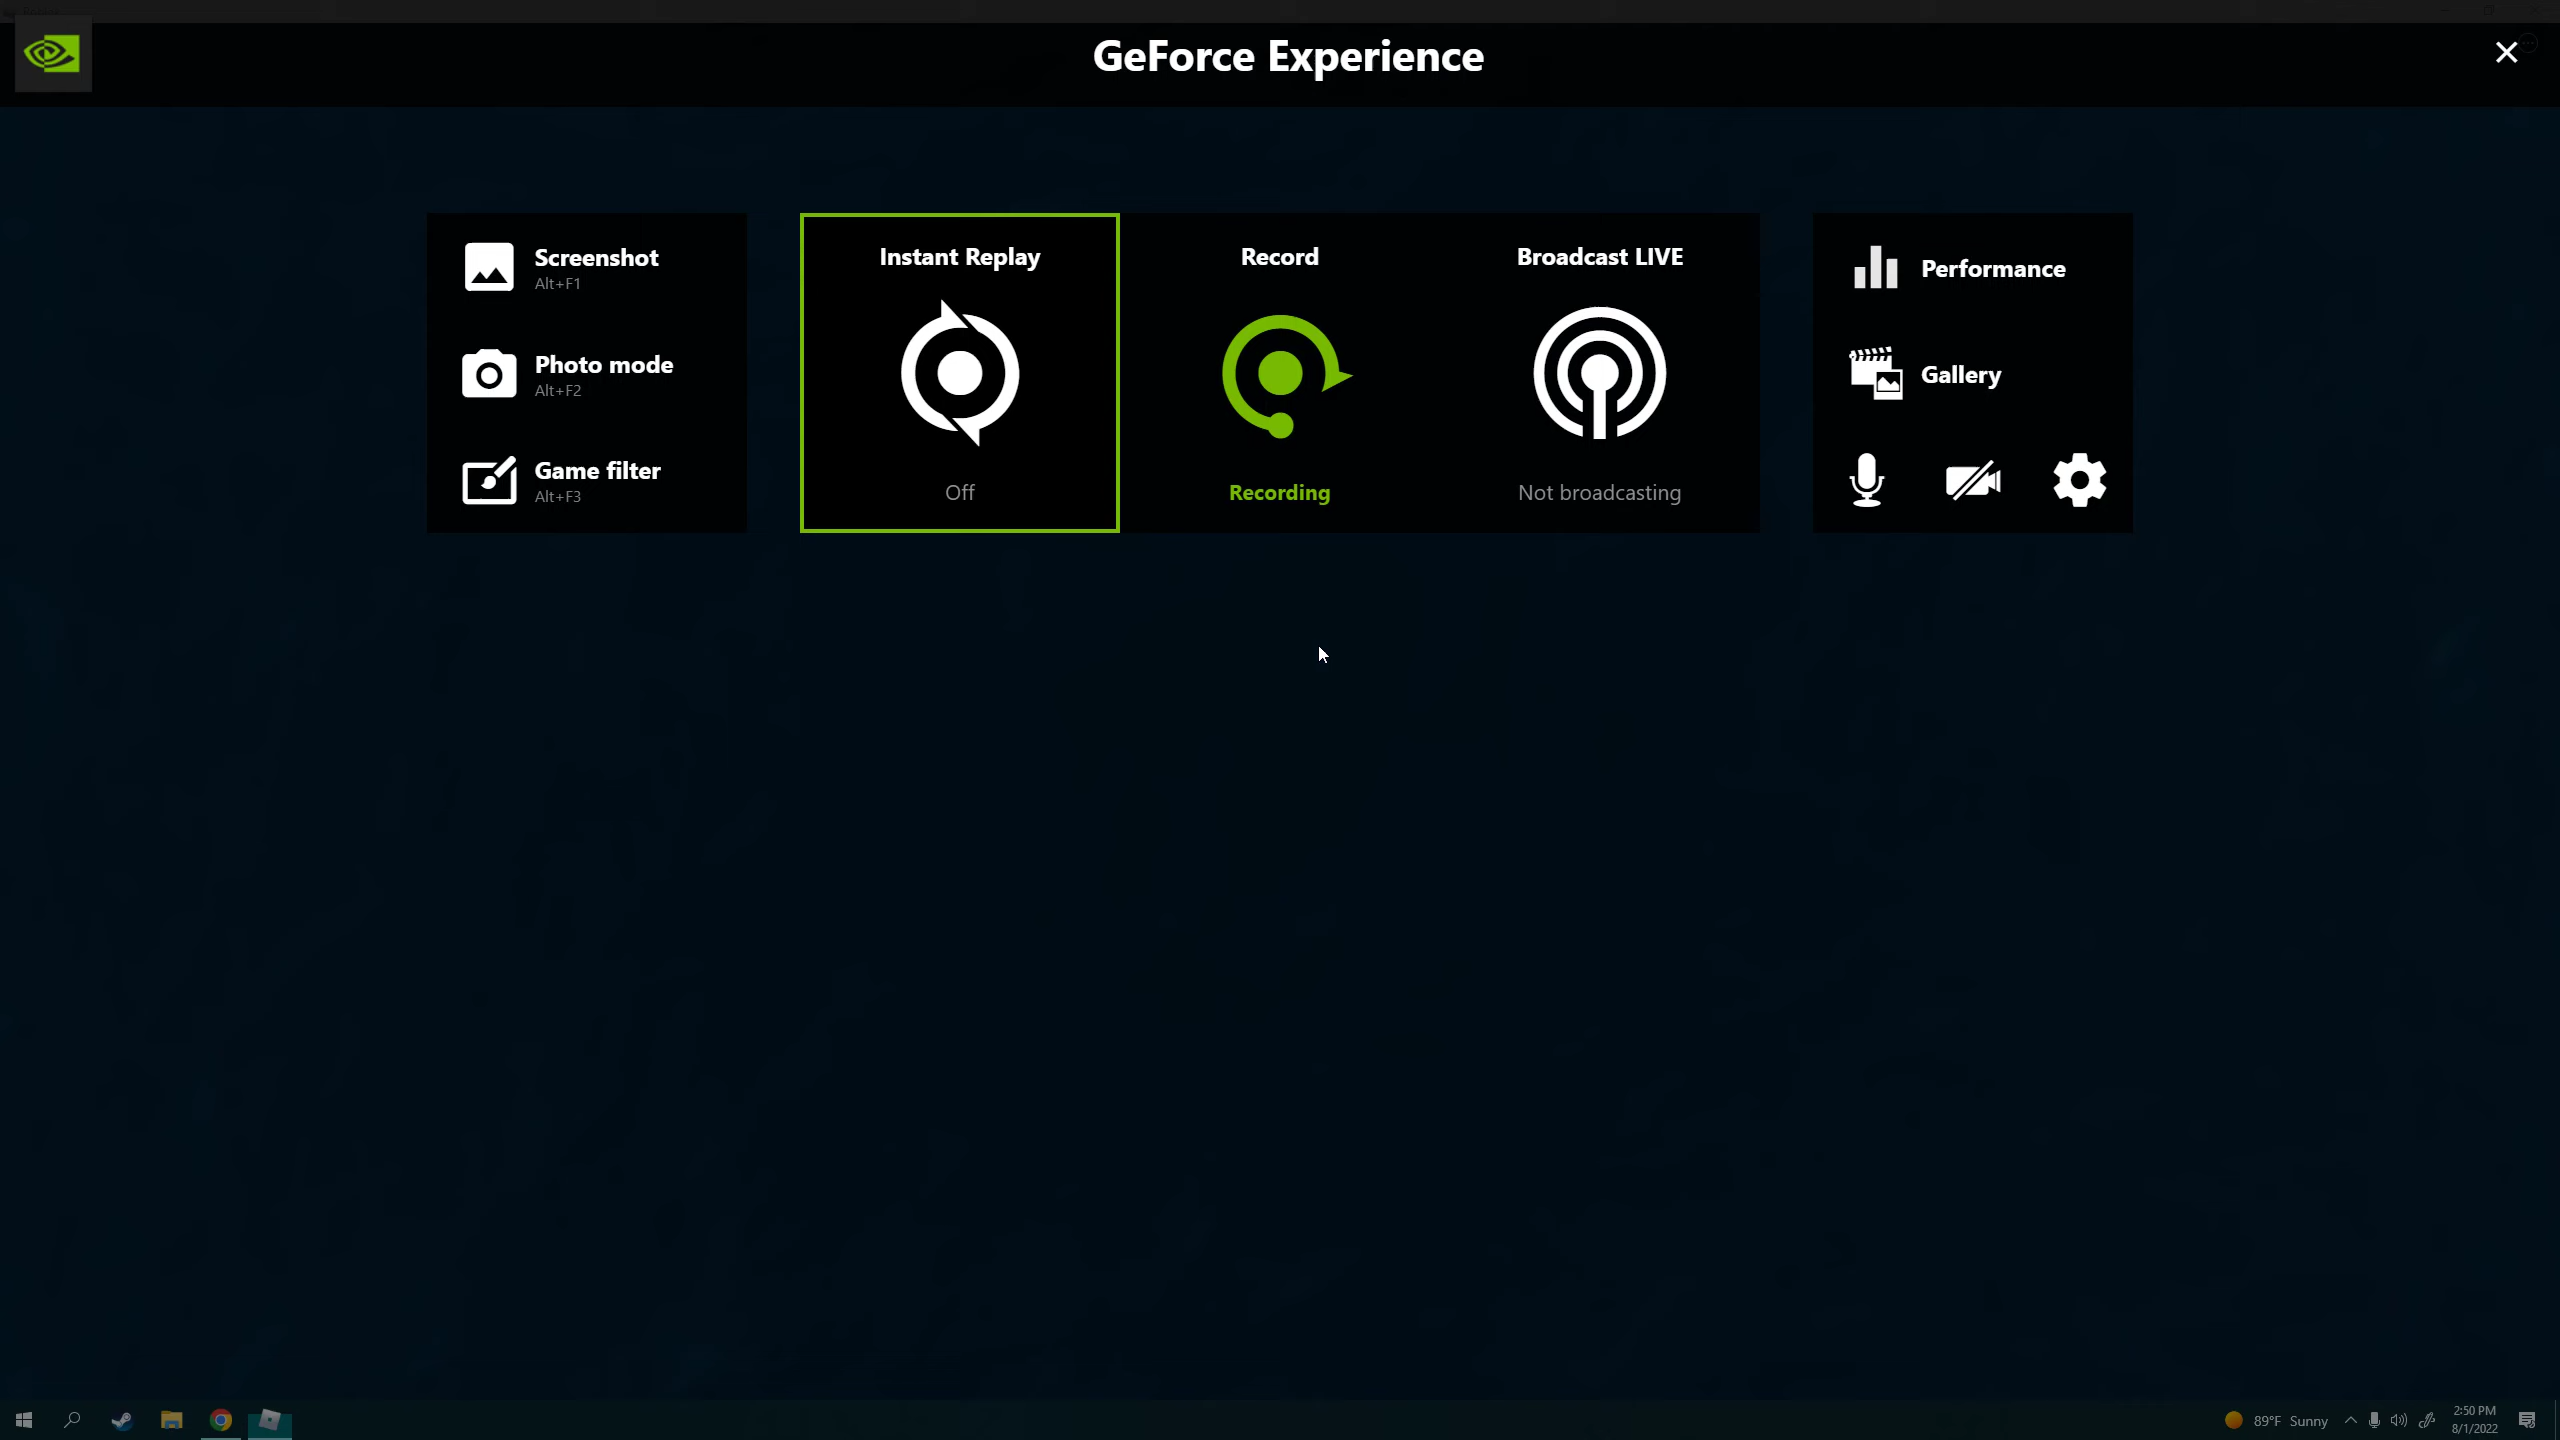 GeForce Experience
Screenshot
Alt+F1
Photo mode
Alt+F2
Game filter
Alt+F3
Instant Replay
Off
Record
Recording
Broadcast LIVE
Not broadcasting
Performance
Gallery
89°F Sunny
2:50 PM
8/1/2022